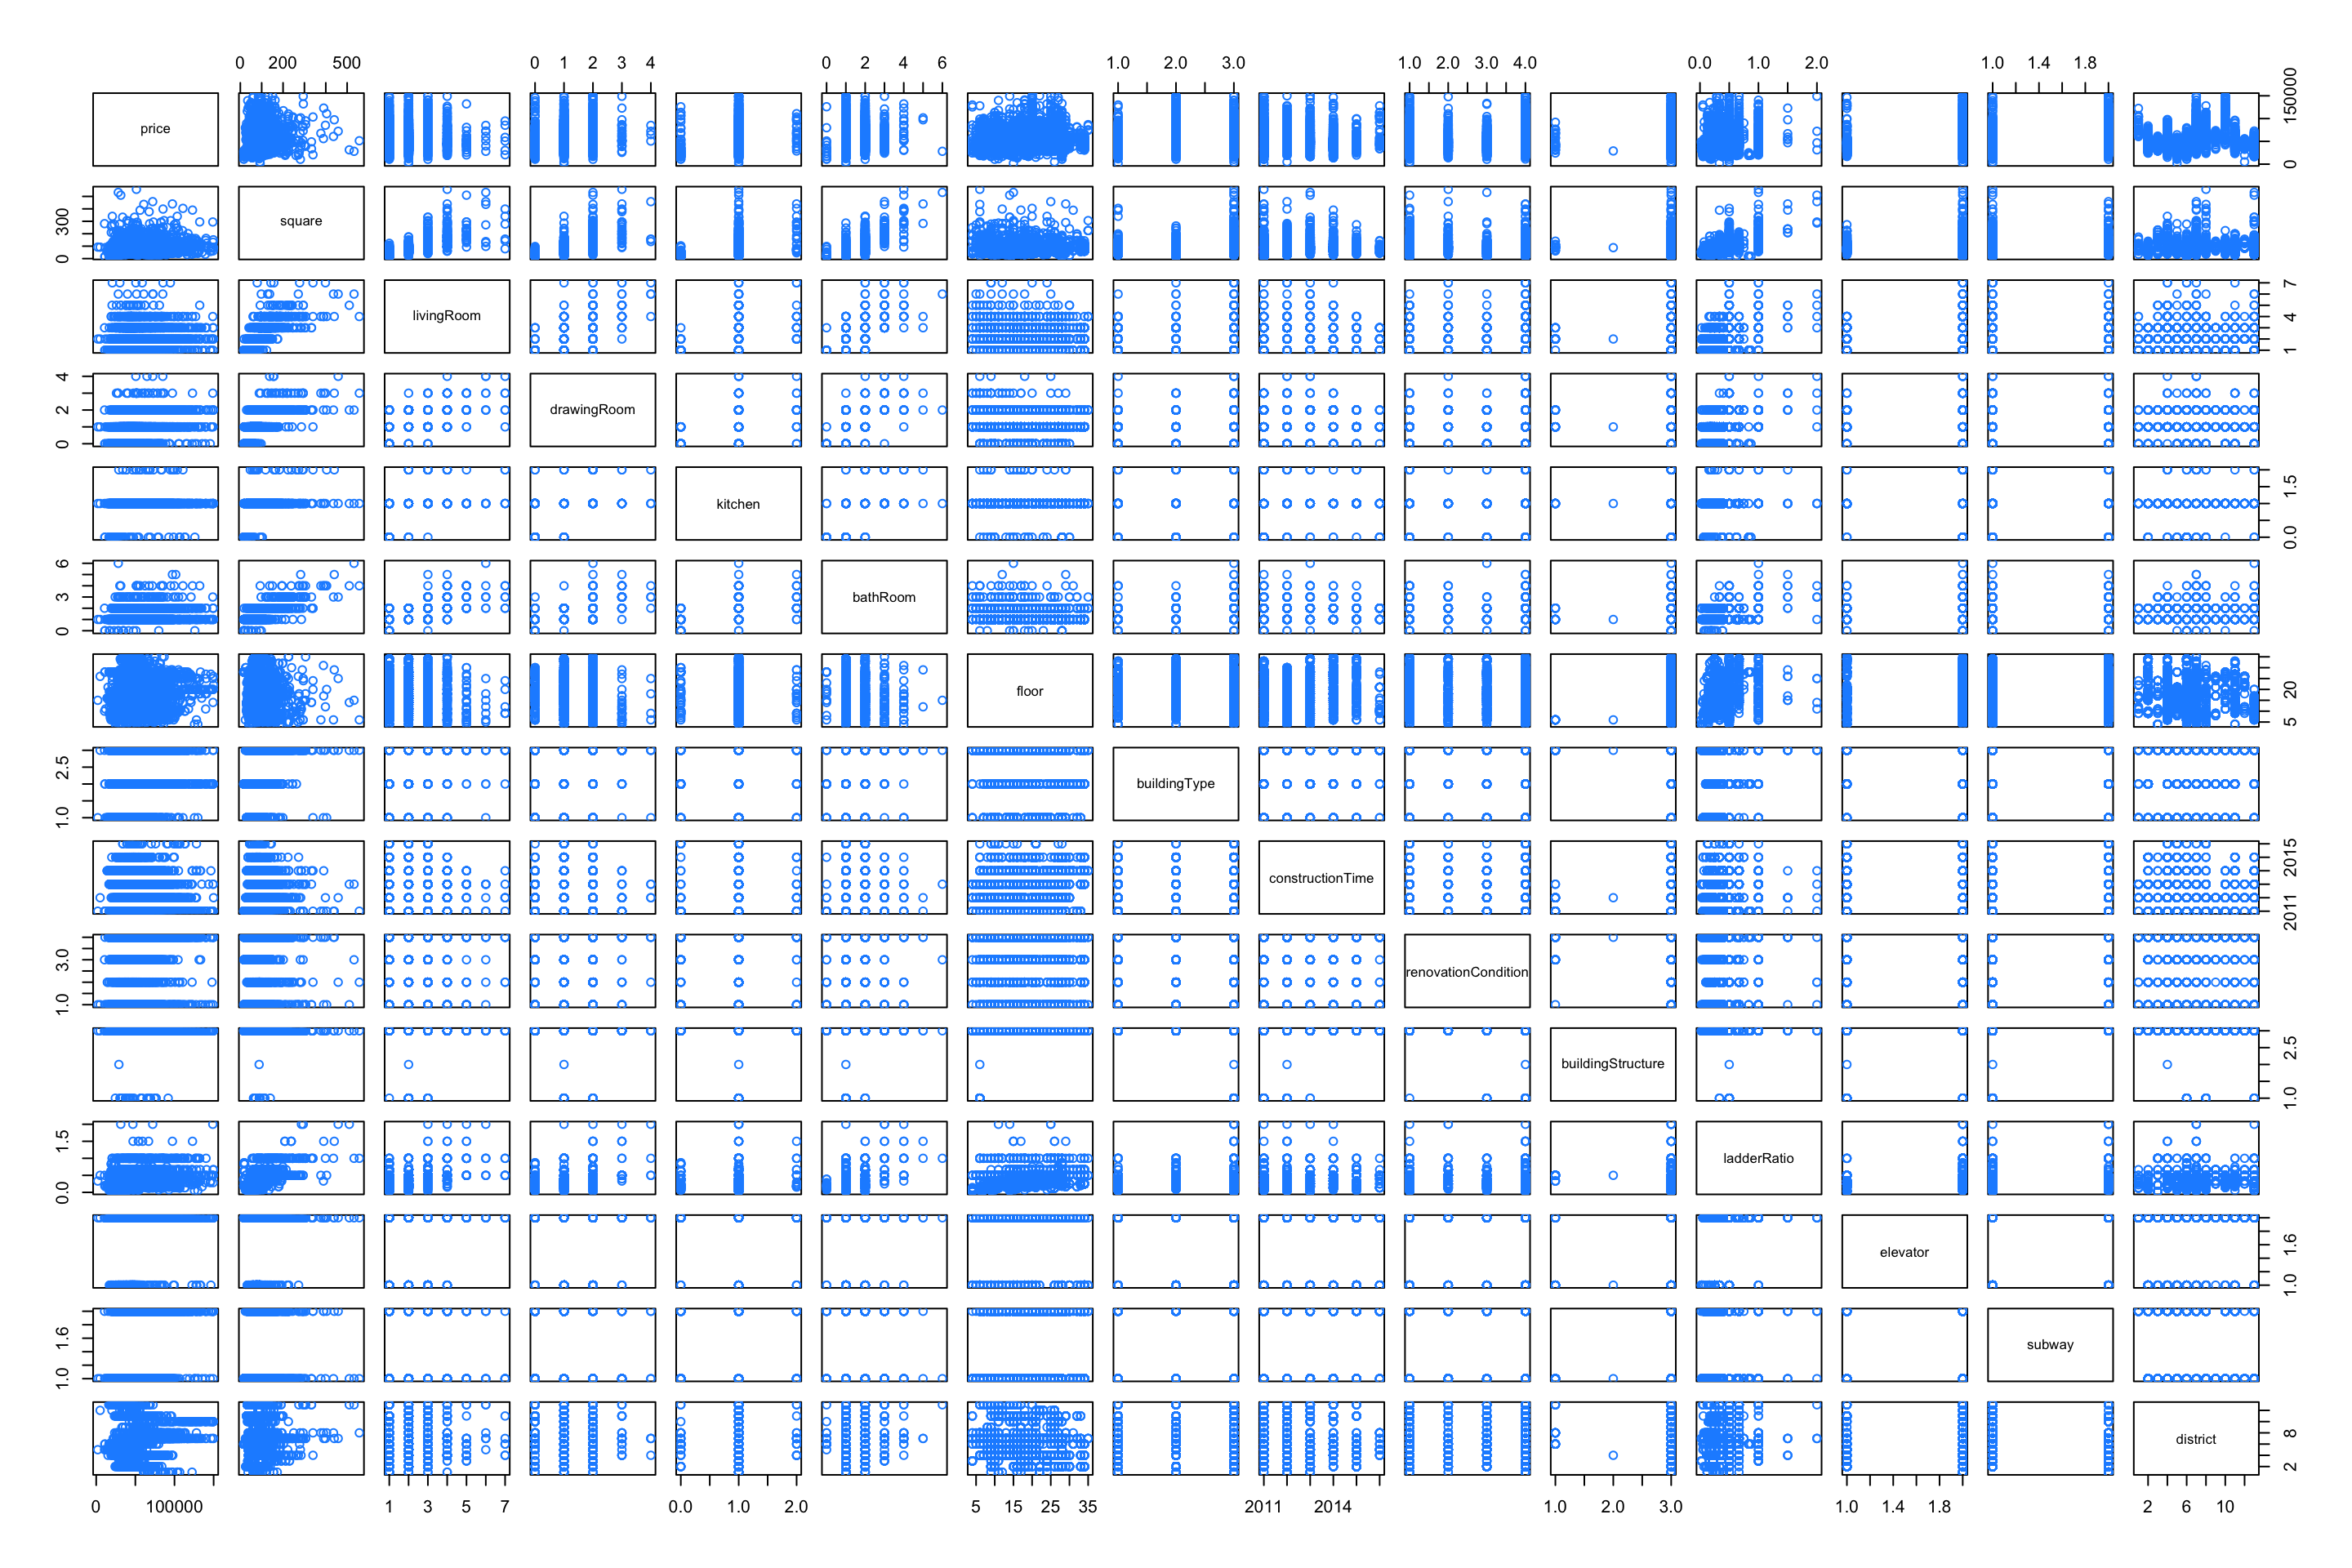 0 200 500 0 1 2 3 4 0 2 4 6 1.0 2.0 3.0 1.0 2.0 3.0 4.0 0.0 1.0 2.0 1.0 1.4 1.8
price
0 150000
0 300
square
livingRoom
1 4 7
0 2 4
drawingRoom
kitchen
0.0 1.5
0 3 6
bathRoom
floor
5 20
1.0 2.5
buildingType
constructionTime
2011 2015
1.0 3.0
renovationCondition
buildingStructure
1.0 2.5
0.0 1.5
ladderRatio
elevator
1.0 1.6
1.0 1.6
subway
district
2 8
0 100000 1 3 5 7 0.0 1.0 2.0 5 15 25 35 2011 2014 1.0 2.0 3.0 1.0 1.4 1.8 2 6 10